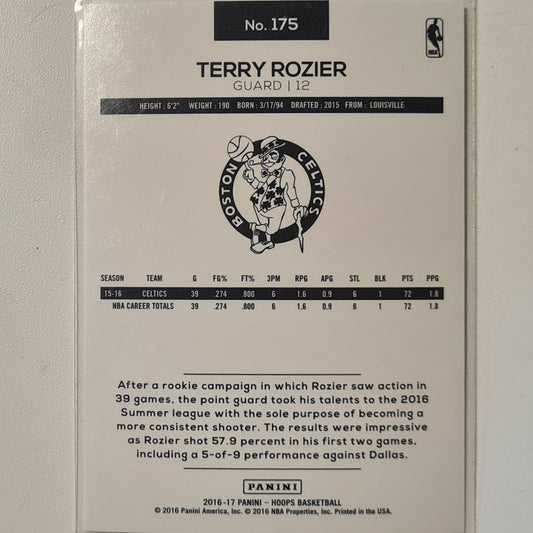 No. 175
NBA
TERRY ROZIER
GUARD | 12
HEIGHT: 6'2" WEIGHT: 190 BORN: 3/17/94 DRAFTED: 2015 FROM: LOUISVILLE
BOSTON CELTICS
SEASON TEAM G FG% FT% 3PM RPG APG STL BLK PTS PPG
15-16 CELTICS 39 .274 .800 6 1.6 0.9 6 1 72 1.8
NBA CAREER TOTALS 39 .274 .800 6 1.6 0.9 6 1 72 1.8
After a rookie campaign in which Rozier saw action in
39 games, the point guard took his talents to the 2016
Summer league with the sole purpose of becoming a
more consistent shooter. The results were impressive
as Rozier shot 57.9 percent in his first two games,
including a 5-of-9 performance against Dallas.
PANINI
2016-17 PANINI – HOOPS BASKETBALL
© 2016 Panini America, Inc. © 2016 NBA Properties, Inc. Printed in the USA.